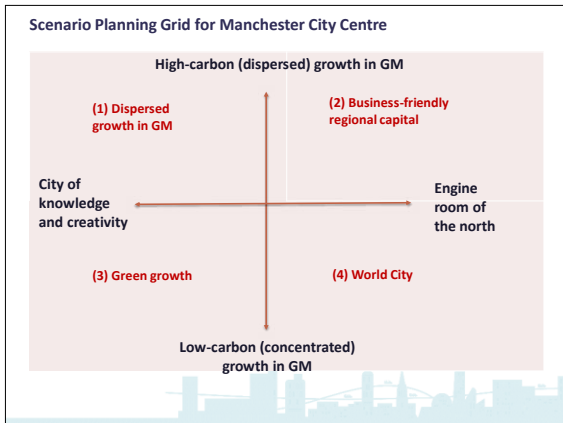 Scenario Planning Grid for Manchester City Centre
High-carbon (dispersed) growth in GM
(1) Dispersed
growth in GM
(2) Business-friendly
regional capital
City of
knowledge
and creativity
Engine
room of
the north
(3) Green growth
(4) World City
Low-carbon (concentrated)
growth in GM